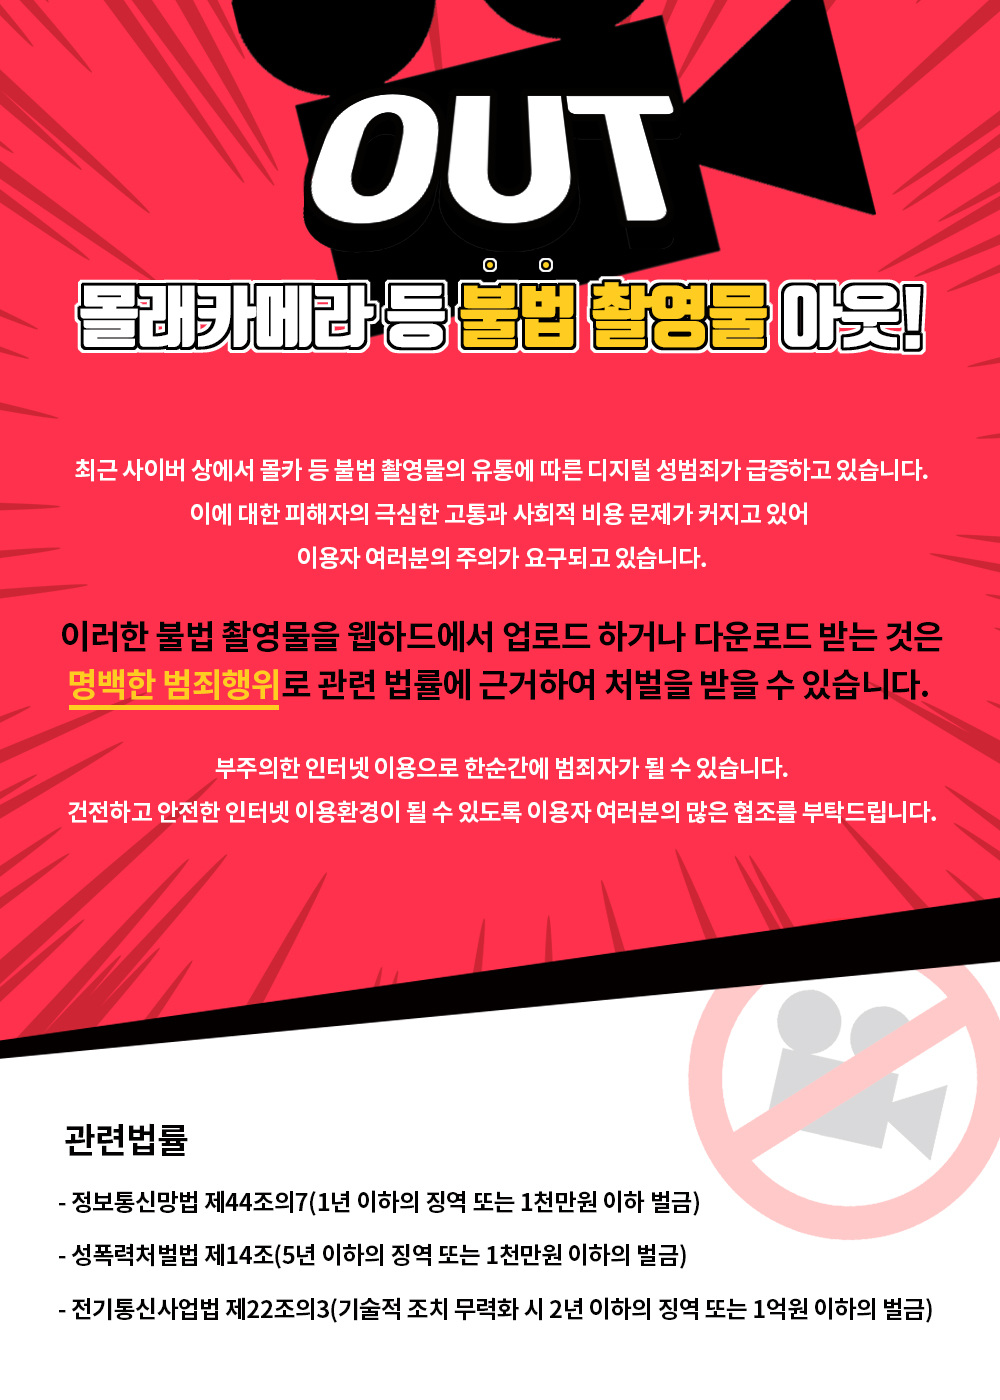 OUT
몰래카메라 등 불법 촬영물 아웃!
최근 사이버 상에서 몰카 등 불법 촬영물의 유통에 따른 디지털 성범죄가 급증하고 있습니다.
이에 대한 피해자의 극심한 고통과 사회적 비용 문제가 커지고 있어
이용자 여러분의 주의가 요구되고 있습니다.
이러한 불법 촬영물을 웹하드에서 업로드 하거나 다운로드 받는 것은
명백한 범죄행위로 관련 법률에 근거하여 처벌을 받을 수 있습니다.
부주의한 인터넷 이용으로 한순간에 범죄자가 될 수 있습니다.
건전하고 안전한 인터넷 이용환경이 될 수 있도록 이용자 여러분의 많은 협조를 부탁드립니다.
관련법률
- 정보통신망법 제44조의7(1년 이하의 징역 또는 1천만원 이하 벌금)
- 성폭력처벌법 제14조(5년 이하의 징역 또는 1천만원 이하의 벌금)
- 전기통신사업법 제22조의3(기술적 조치 무력화 시 2년 이하의 징역 또는 1억원 이하의 벌금)